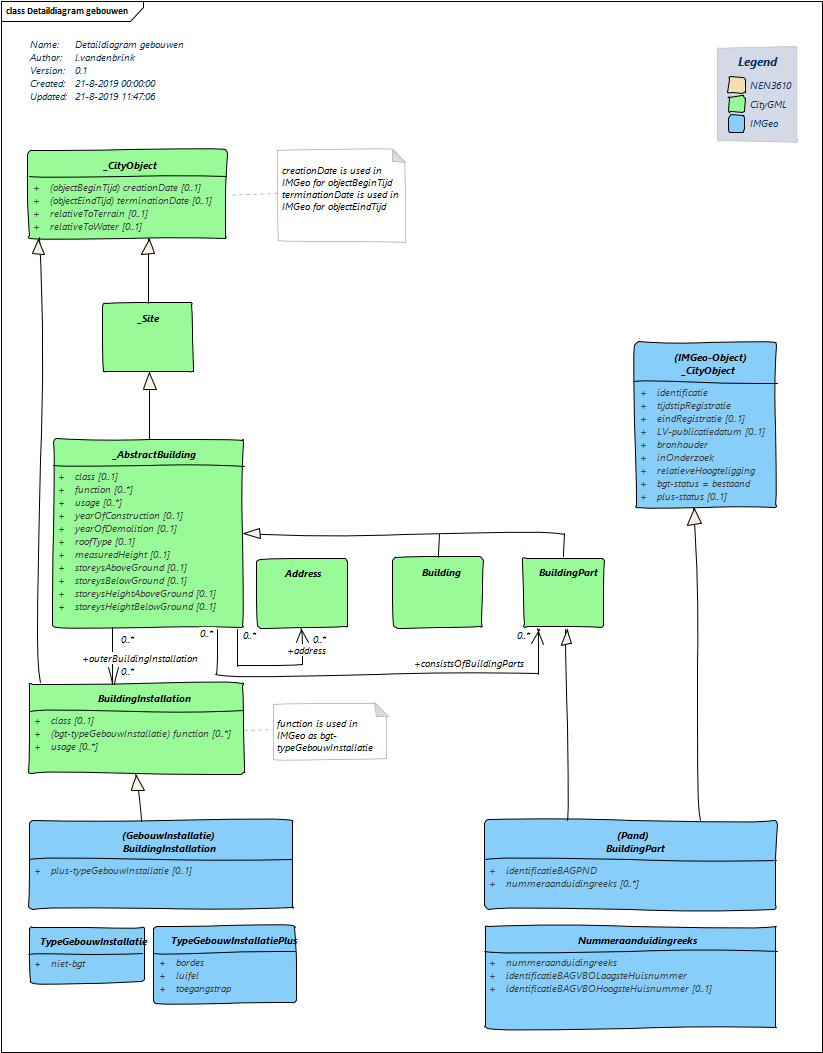 class Detaildiagram gebouwen
Name: Detaildiagram gebouwen
Author: l.vandenbrink
Version: 0.1
Created: 21-8-2019 00:00:00
Updated: 21-8-2019 11:47:06
Legend
NEN3610
CityGML
IMGeo
_CityObject
+ (objectBeginTijd) creationDate [0..1]
+ (objectEindTijd) terminationDate [0..1]
+ relativeToTerrain [0..1]
+ relativeToWater [0..1]
creationDate is used in
IMGeo for objectBeginTijd
terminationDate is used in
IMGeo for objectEindTijd
_Site
(IMGeo-Object)
_CityObject
+ identificatie
+ tijdstipRegistratie
+ eindRegistratie [0..1]
+ LV-publicatiedatum [0..1]
+ bronhouder
+ inOnderzoek
+ relatieveHoogteligging
+ bgt-status = bestaand
+ plus-status [0..1]
_AbstractBuilding
+ class [0..1]
+ function [0..*]
+ usage [0..*]
+ yearOfConstruction [0..1]
+ yearOfDemolition [0..1]
+ roofType [0..1]
+ measuredHeight [0..1]
+ storeysAboveGround [0..1]
+ storeysBelowGround [0..1]
+ storeysHeightAboveGround [0..1]
+ storeysHeightBelowGround [0..1]
Address
Building
BuildingPart
0..*
0..*
0..*
0..*
0..*
+address
+outerBuildingInstallation
0..*
+consistsOfBuildingParts
BuildingInstallation
+ class [0..1]
+ (bgt-typeGebouwInstallatie) function [0..*]
+ usage [0..*]
function is used in
IMGeo as bgt-
typeGebouwInstallatie
(GebouwInstallatie)
BuildingInstallation
+ plus-typeGebouwInstallatie [0..1]
(Pand)
BuildingPart
+ identificatieBAGPND
+ nummeraanduidingreeks [0..*]
TypeGebouwInstallatie
+ niet-bgt
TypeGebouwInstallatiePlus
+ bordes
+ luifel
+ toegangstrap
Nummeraanduidingreeks
+ nummeraanduidingreeks
+ identificatieBAGVBOLaagsteHuisnummer
+ identificatieBAGVBOHoogsteHuisnummer [0..1]